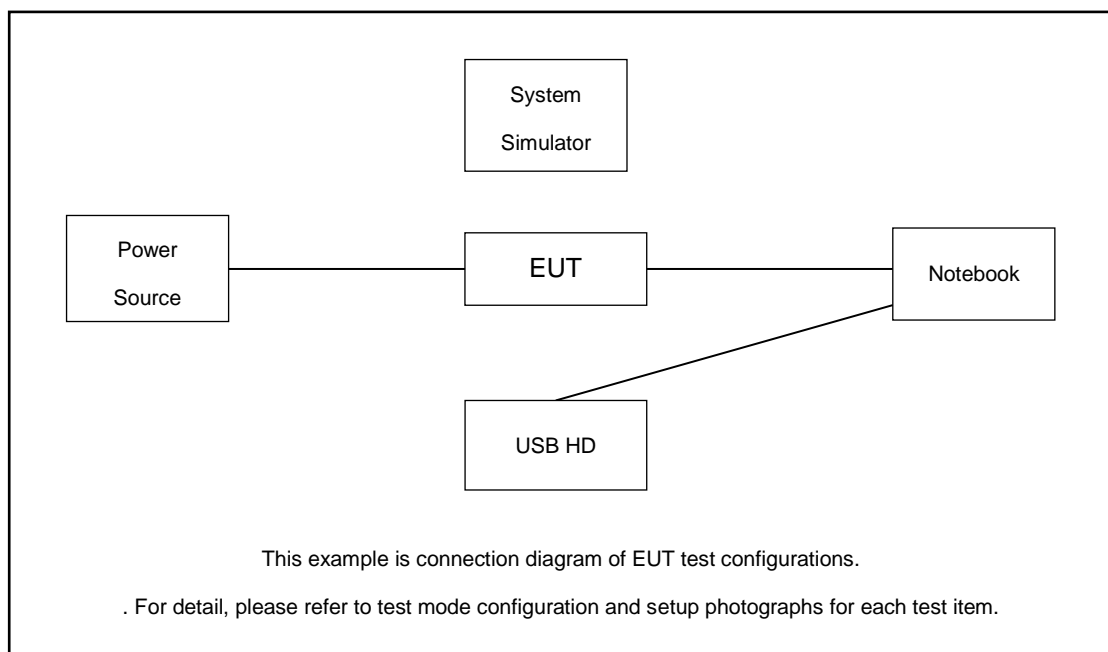 System
Simulator
Power
Source
EUT
Notebook
USB HD
This example is connection diagram of EUT test configurations.
. For detail, please refer to test mode configuration and setup photographs for each test item.